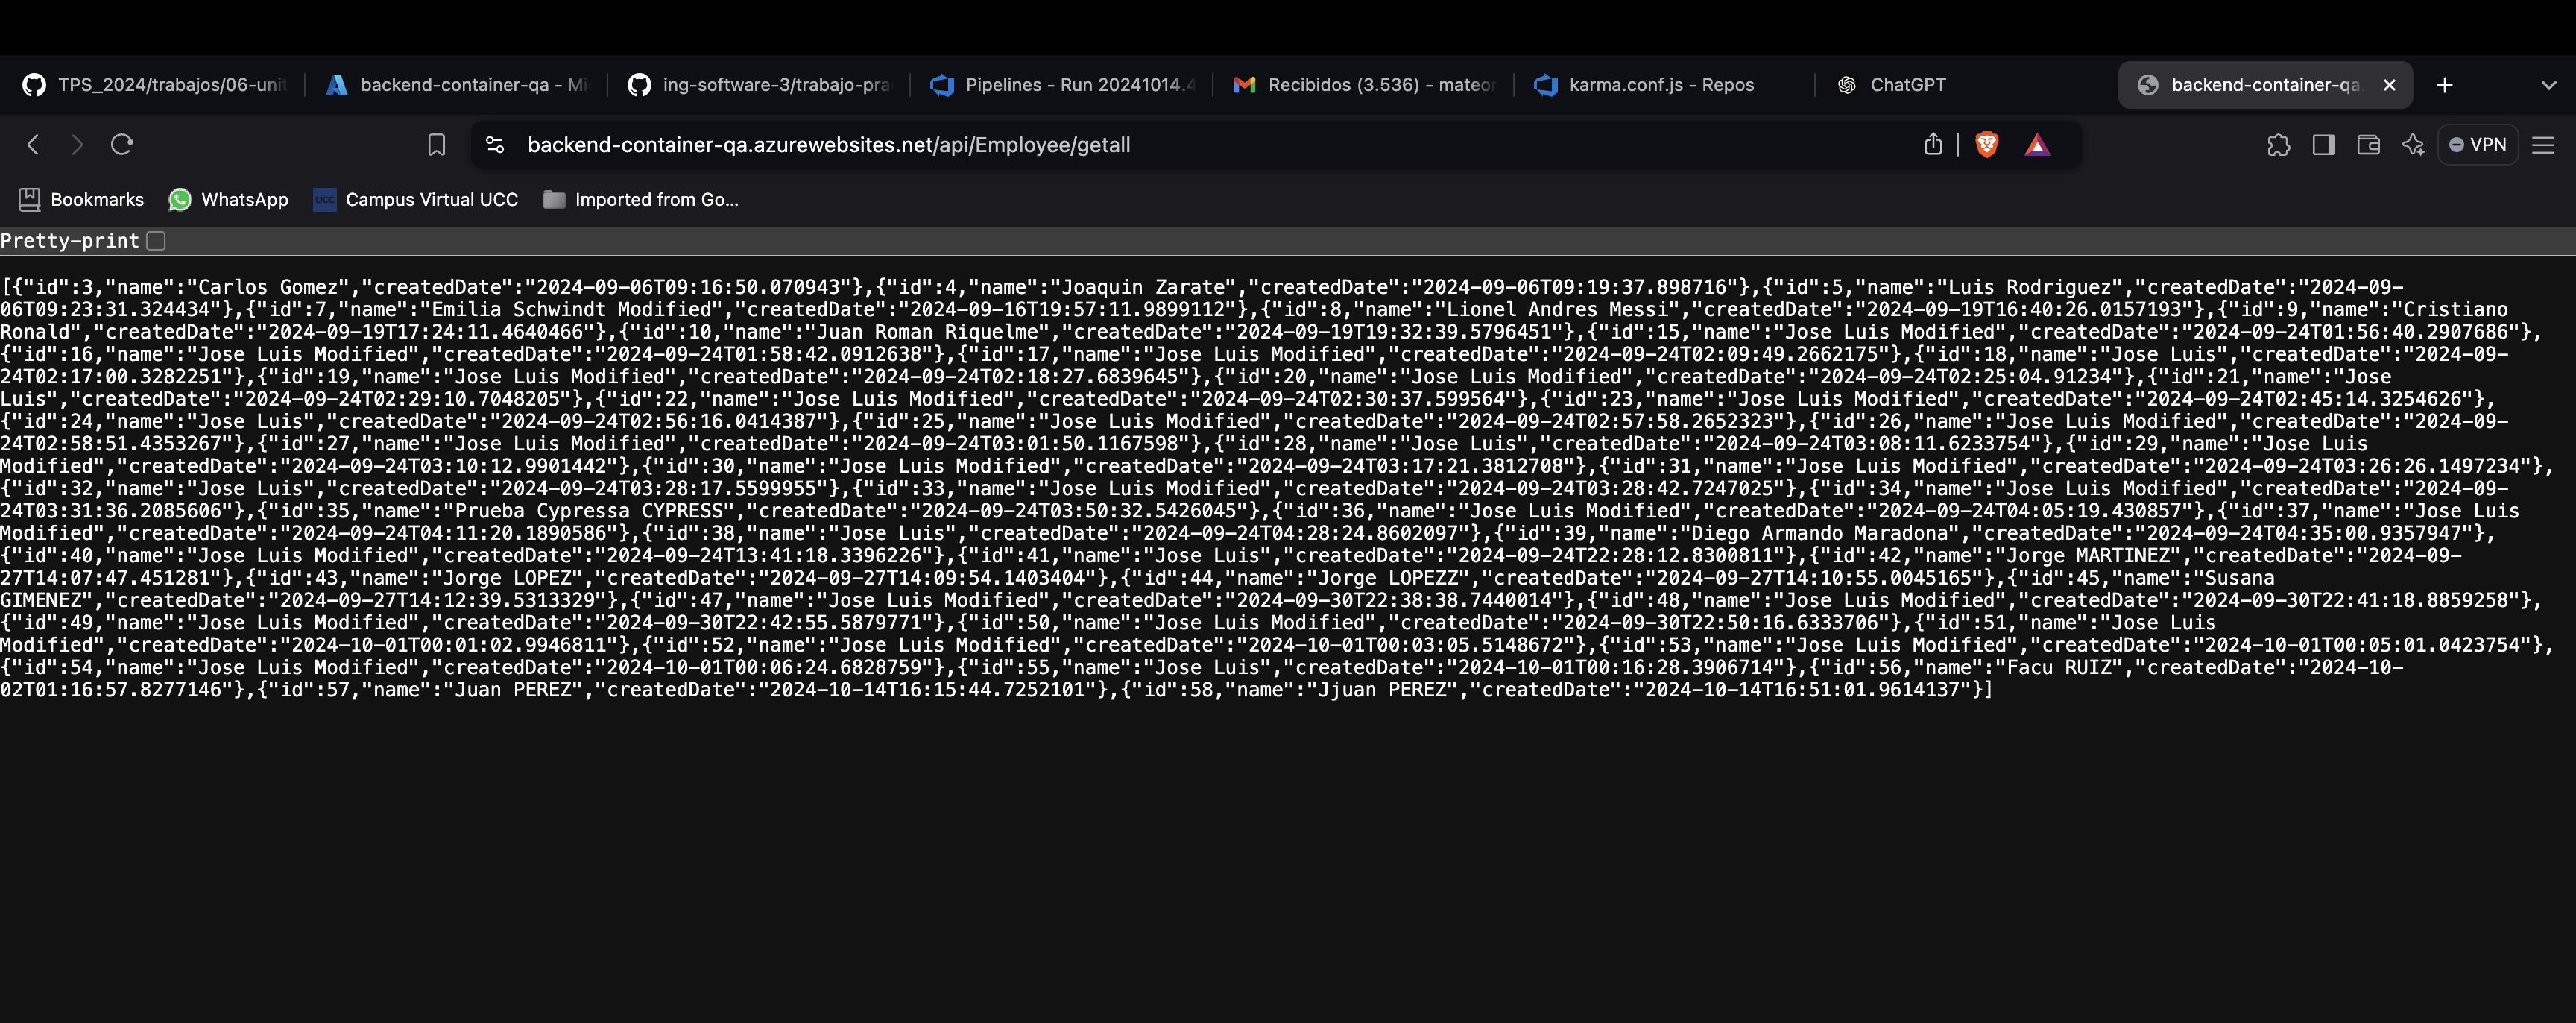 TPS_2024/trabajos/06-unit
backend-container-qa - Mi
ing-software-3/trabajo-pra
Pipelines - Run 20241014.4
Recibidos (3.536) - mateor
karma.conf.js - Repos
ChatGPT
backend-container-qa.
backend-container-qa.azurewebsites.net/api/Employee/getall
VPN
Bookmarks
WhatsApp
UCC
Campus Virtual UCC
Imported from Go...
Pretty-print
[{"id":3,"name":"Carlos Gomez","createdDate":"2024-09-06T09:16:50.070943"},{"id":4,"name":"Joaquin Zarate","createdDate":"2024-09-06T09:19:37.898716"},{"id":5,"name":"Luis Rodriguez","createdDate":"2024-09-
06T09:23:31.324434"},{"id":7,"name":"Emilia Schwindt Modified","createdDate":"2024-09-16T19:57:11.9899112"},{"id":8,"name":"Lionel Andres Messi","createdDate":"2024-09-19T16:40:26.0157193"},{"id":9,"name":"Cristiano
Ronald","createdDate":"2024-09-19T17:24:11.4640466"},{"id":10,"name":"Juan Roman Riquelme","createdDate":"2024-09-19T19:32:39.5796451"},{"id":15,"name":"Jose Luis Modified","createdDate":"2024-09-24T01:56:40.2907686"},
{"id":16,"name":"Jose Luis Modified","createdDate":"2024-09-24T01:58:42.0912638"},{"id":17,"name":"Jose Luis Modified","createdDate":"2024-09-24T02:09:49.2662175"},{"id":18,"name":"Jose Luis","createdDate":"2024-09-
24T02:17:00.3282251"},{"id":19,"name":"Jose Luis Modified","createdDate":"2024-09-24T02:18:27.6839645"},{"id":20,"name":"Jose Luis Modified","createdDate":"2024-09-24T02:25:04.91234"},{"id":21,"name":"Jose
Luis","createdDate":"2024-09-24T02:29:10.7048205"},{"id":22,"name":"Jose Luis Modified","createdDate":"2024-09-24T02:30:37.599564"},{"id":23,"name":"Jose Luis Modified","createdDate":"2024-09-24T02:45:14.3254626"},
{"id":24,"name":"Jose Luis","createdDate":"2024-09-24T02:56:16.0414387"},{"id":25,"name":"Jose Luis Modified","createdDate":"2024-09-24T02:57:58.2652323"},{"id":26,"name":"Jose Luis Modified","createdDate":"2024-09-
24T02:58:51.4353267"},{"id":27,"name":"Jose Luis Modified","createdDate":"2024-09-24T03:01:50.1167598"},{"id":28,"name":"Jose Luis","createdDate":"2024-09-24T03:08:11.6233754"},{"id":29,"name":"Jose Luis
Modified","createdDate":"2024-09-24T03:10:12.9901442"},{"id":30,"name":"Jose Luis Modified","createdDate":"2024-09-24T03:17:21.3812708"},{"id":31,"name":"Jose Luis Modified","createdDate":"2024-09-24T03:26:26.1497234"},
{"id":32,"name":"Jose Luis","createdDate":"2024-09-24T03:28:17.5599955"},{"id":33,"name":"Jose Luis Modified","createdDate":"2024-09-24T03:28:42.7247025"},{"id":34,"name":"Jose Luis Modified","createdDate":"2024-09-
24T03:31:36.2085606"},{"id":35,"name":"Prueba Cypressa CYPRESS","createdDate":"2024-09-24T03:50:32.5426045"},{"id":36,"name":"Jose Luis Modified","createdDate":"2024-09-24T04:05:19.430857"},{"id":37,"name":"Jose Luis
Modified","createdDate":"2024-09-24T04:11:20.1890586"},{"id":38,"name":"Jose Luis","createdDate":"2024-09-24T04:28:24.8602097"},{"id":39,"name":"Diego Armando Maradona","createdDate":"2024-09-24T04:35:00.9357947"},
{"id":40,"name":"Jose Luis Modified","createdDate":"2024-09-24T13:41:18.3396226"},{"id":41,"name":"Jose Luis","createdDate":"2024-09-24T22:28:12.8300811"},{"id":42,"name":"Jorge MARTINEZ","createdDate":"2024-09-
27T14:07:47.451281"},{"id":43,"name":"Jorge LOPEZ","createdDate":"2024-09-27T14:09:54.1403404"},{"id":44,"name":"Jorge LOPEZZ","createdDate":"2024-09-27T14:10:55.0045165"},{"id":45,"name":"Susana
GIMENEZ","createdDate":"2024-09-27T14:12:39.5313329"},{"id":47,"name":"Jose Luis Modified","createdDate":"2024-09-30T22:38:38.7440014"},{"id":48,"name":"Jose Luis Modified","createdDate":"2024-09-30T22:41:18.8859258"},
{"id":49,"name":"Jose Luis Modified","createdDate":"2024-09-30T22:42:55.5879771"},{"id":50,"name":"Jose Luis Modified","createdDate":"2024-09-30T22:50:16.6333706"},{"id":51,"name":"Jose Luis
Modified","createdDate":"2024-10-01T00:01:02.9946811"},{"id":52,"name":"Jose Luis Modified","createdDate":"2024-10-01T00:03:05.5148672"},{"id":53,"name":"Jose Luis Modified","createdDate":"2024-10-01T00:05:01.0423754"},
{"id":54,"name":"Jose Luis Modified","createdDate":"2024-10-01T00:06:24.6828759"},{"id":55,"name":"Jose Luis","createdDate":"2024-10-01T00:16:28.3906714"},{"id":56,"name":"Facu RUIZ","createdDate":"2024-10-
02T01:16:57.8277146"},{"id":57,"name":"Juan PEREZ","createdDate":"2024-10-14T16:15:44.7252101"},{"id":58,"name":"Jjuan PEREZ","createdDate":"2024-10-14T16:51:01.9614137"}]